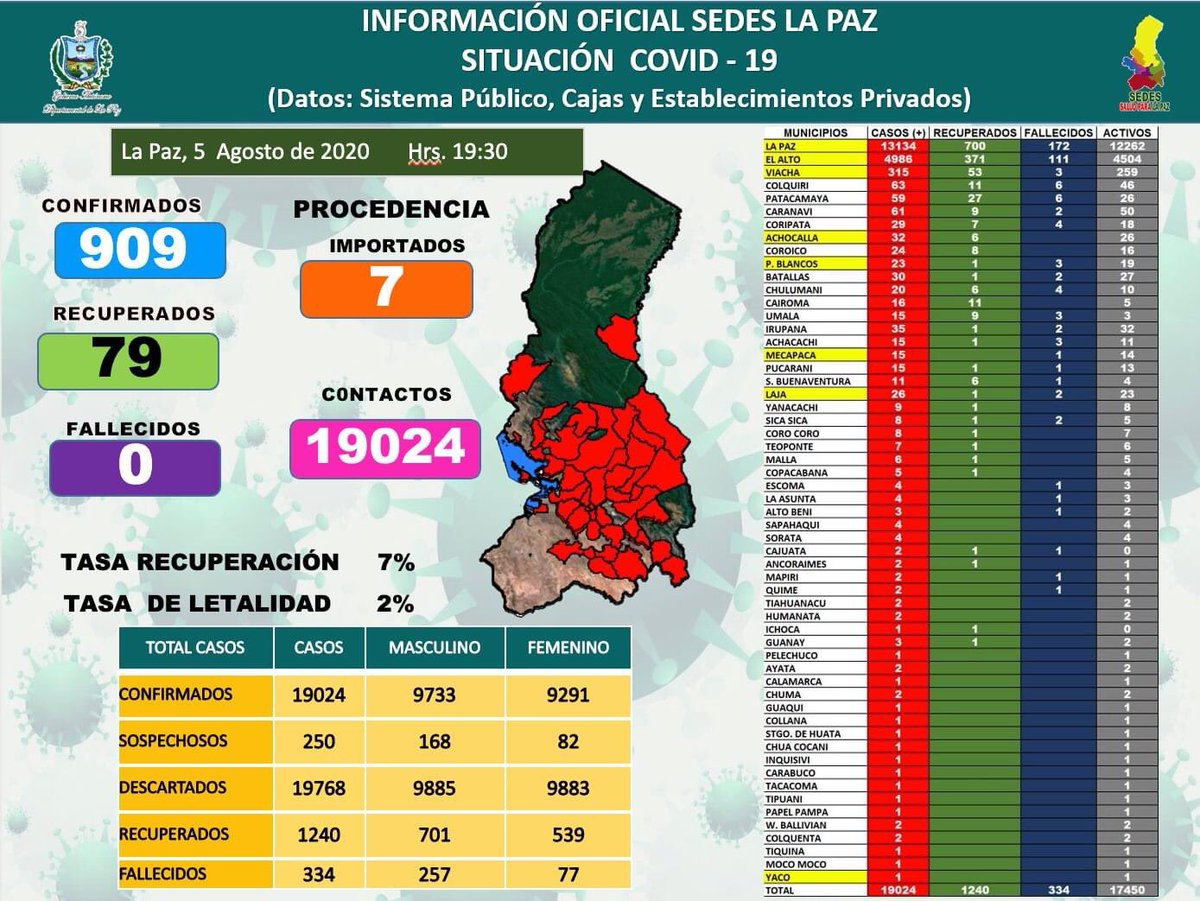 INFORMACIÓN OFICIAL SEDES LA PAZ
SITUACIÓN COVID - 19
(Datos: Sistema Público, Cajas y Establecimientos Privados)
SEDES
SALUD PARA LA PAZ
La Paz, 5 Agosto de 2020 Hrs. 19:30
CONFIRMADOS
909
RECUPERADOS
79
FALLECIDOS
0
PROCEDENCIA
IMPORTADOS
7
C0NTACTOS
19024
TASA RECUPERACIÓN 7%
TASA DE LETALIDAD 2%
TOTAL CASOS CASOS MASCULINO FEMENINO
CONFIRMADOS 19024 9733 9291
SOSPECHOSOS 250 168 82
DESCARTADOS 19768 9885 9883
RECUPERADOS 1240 701 539
FALLECIDOS 334 257 77
MUNICIPIOS CASOS (+) RECUPERADOS FALLECIDOS ACTIVOS
LA PAZ 13134 700 172 12262
EL ALTO 4986 371 111 4504
VIACHA 315 53 3 259
COLQUIRI 63 11 6 46
PATACAMAYA 59 27 6 26
CARANAVI 61 9 2 50
CORIPATA 29 7 4 18
ACHOCALLA 32 6 26
COROICO 24 8 16
P. BLANCOS 23 1 3 19
BATALLAS 30 1 2 27
CHULUMANI 20 6 4 10
CAIROMA 16 11 5
UMALA 15 9 3 3
IRUPANA 35 1 2 32
ACHACACHI 15 1 3 11
MECAPACA 15 1 14
PUCARANI 15 1 1 13
S. BUENAVENTURA 11 6 1 4
LAJA 26 1 2 23
YANACACHI 9 1 8
SICA SICA 8 1 2 5
CORO CORO 8 1 7
TEOPONTE 7 1 6
MALLA 6 1 5
COPACABANA 5 1 4
ESCOMA 4 1 3
LA ASUNTA 4 1 3
ALTO BENI 3 1 2
SAPAHAQUI 4 4
SORATA 4 4
CAJUATA 2 1 1 0
ANCORAIMES 2 1 1
MAPIRI 2 1 1
QUIME 2 1 1
TIAHUANACU 2 2
HUMANATA 2 2
ICHOCA 1 1 0
GUANAY 3 1 2
PELECHUCO 1 1
AYATA 2 2
CALAMARCA 1 1
CHUMA 2 2
GUAQUI 1 1
COLLANA 1 1
STGO. DE HUATA 1 1
CHUA COCANI 1 1
INQUISIVI 1 1
CARABUCO 1 1
TACACOMA 1 1
TIPUANI 1 1
PAPEL PAMPA 1 1
W. BALLIVIAN 2 2
COLQUENTA 2 2
TIQUINA 1 1
MOCO MOCO 1 1
YACO 1 1
TOTAL 19024 1240 334 17450